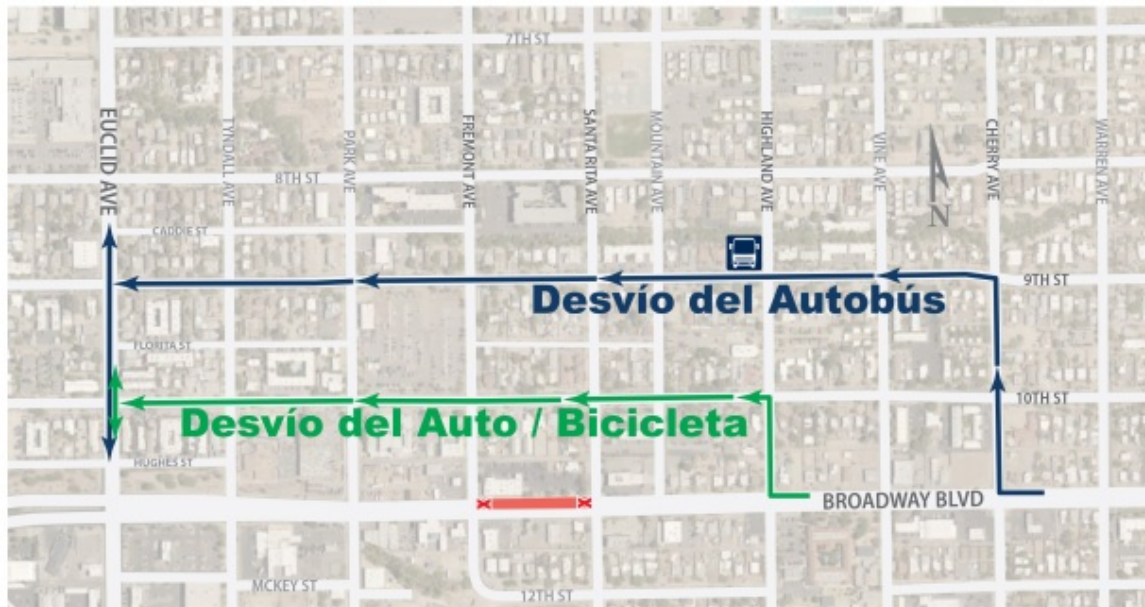 7TH ST
EUCLID AVE
TYNDALL AVE
PARK AVE
FREMONT AVE
SANTA RITA AVE
MOUNTAIN AVE
HIGHLAND AVE
VINE AVE
CHERRY AVE
WARREN AVE
8TH ST
N
CADDIE ST
9TH ST
Desvío del Autobús
FLORITA ST
10TH ST
Desvío del Auto / Bicicleta
HUGHES ST
BROADWAY BLVD
MCKEY ST
12TH ST